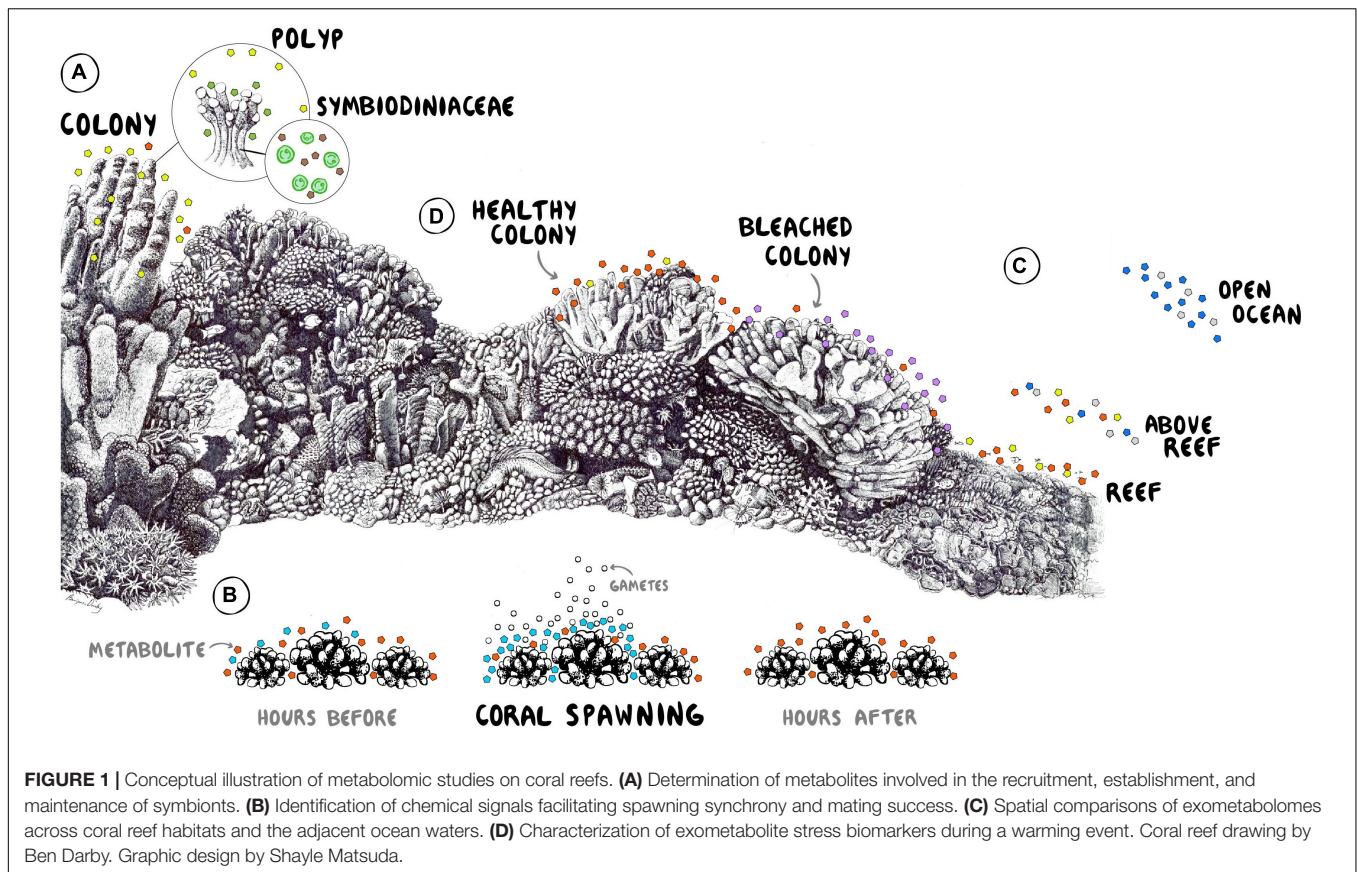 POLYP
A
SYMBIODINIACEAE
COLONY
D
HEALTHY
COLONY
BLEACHED
COLONY
C
OPEN
OCEAN
ABOVE
REEF
REEF
B
GAMETES
METABOLITE
HOURS BEFORE
CORAL SPAWNING
HOURS AFTER
FIGURE 1 | Conceptual illustration of metabolomic studies on coral reefs. (A) Determination of metabolites involved in the recruitment, establishment, and
maintenance of symbionts. (B) Identification of chemical signals facilitating spawning synchrony and mating success. (C) Spatial comparisons of exometabolomes
across coral reef habitats and the adjacent ocean waters. (D) Characterization of exometabolite stress biomarkers during a warming event. Coral reef drawing by
Ben Darby. Graphic design by Shayle Matsuda.